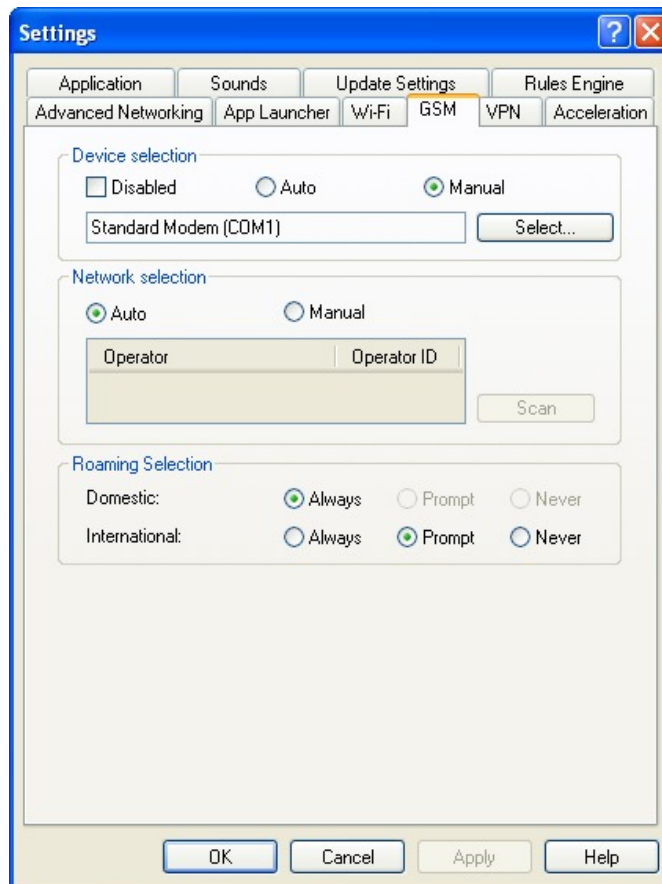 Settings
Application Sounds Update Settings Rules Engine
Advanced Networking App Launcher Wi-Fi GSM VPN Acceleration
Device selection
Disabled Auto Manual
Standard Modem (COM1) Select...
Network selection
Auto Manual
Operator Operator ID
Scan
Roaming Selection
Domestic: Always Prompt Never
International: Always Prompt Never
OK Cancel Apply Help